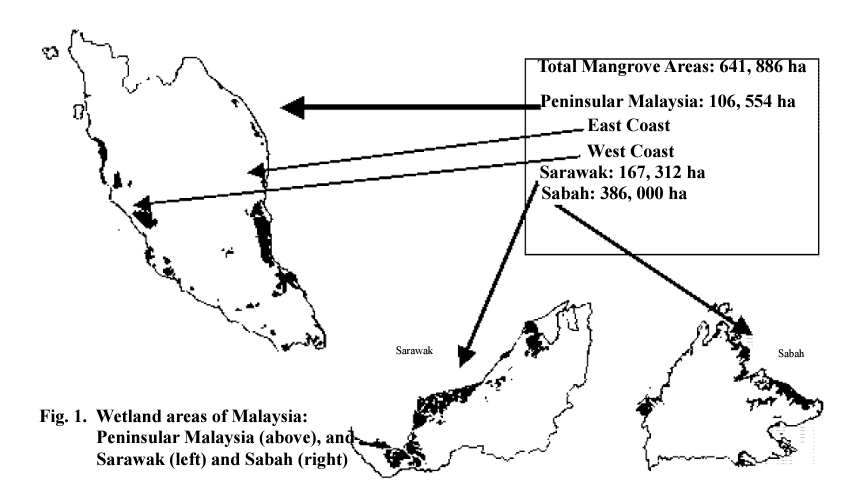 Total Mangrove Areas: 641, 886 ha
Peninsular Malaysia: 106, 554 ha
East Coast
West Coast
Sarawak: 167, 312 ha
Sabah: 386, 000 ha
Sarawak
Sabah
Fig. 1. Wetland areas of Malaysia:
Peninsular Malaysia (above), and
Sarawak (left) and Sabah (right)